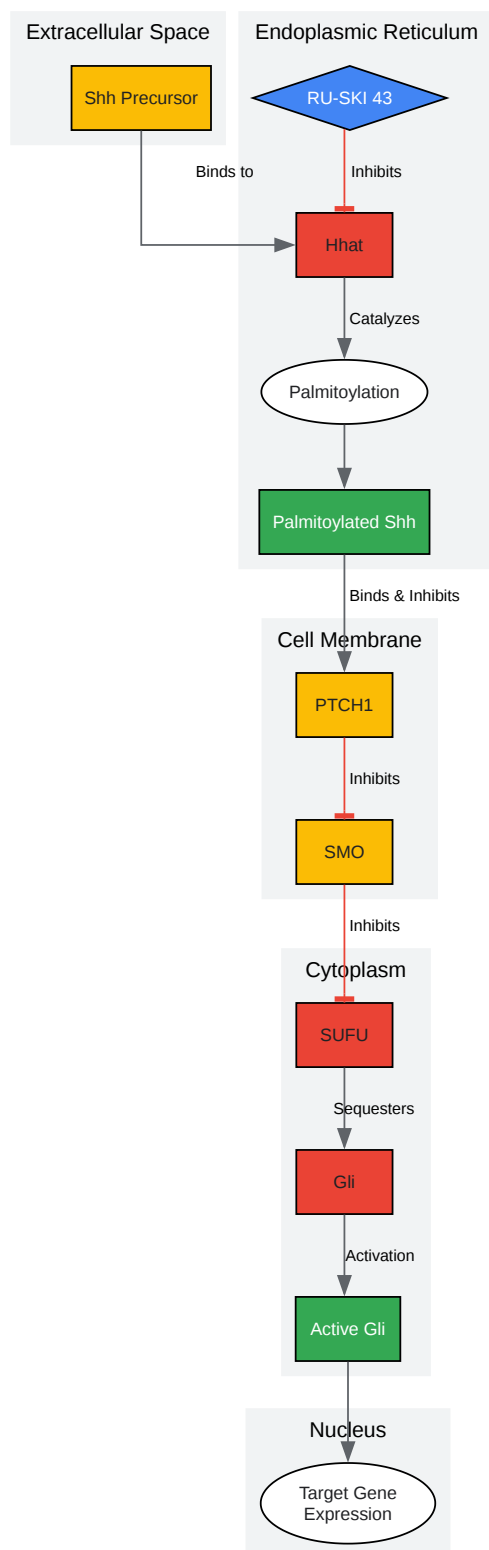 Extracellular Space
Endoplasmic Reticulum
Shh Precursor
RU-SKI 43
Binds to
Inhibits
Hhat
Catalyzes
Palmitoylation
Palmitoylated Shh
Binds & Inhibits
Cell Membrane
PTCH1
Inhibits
SMO
Inhibits
Cytoplasm
SUFU
Sequesters
Gli
Activation
Active Gli
Nucleus
Target Gene
Expression